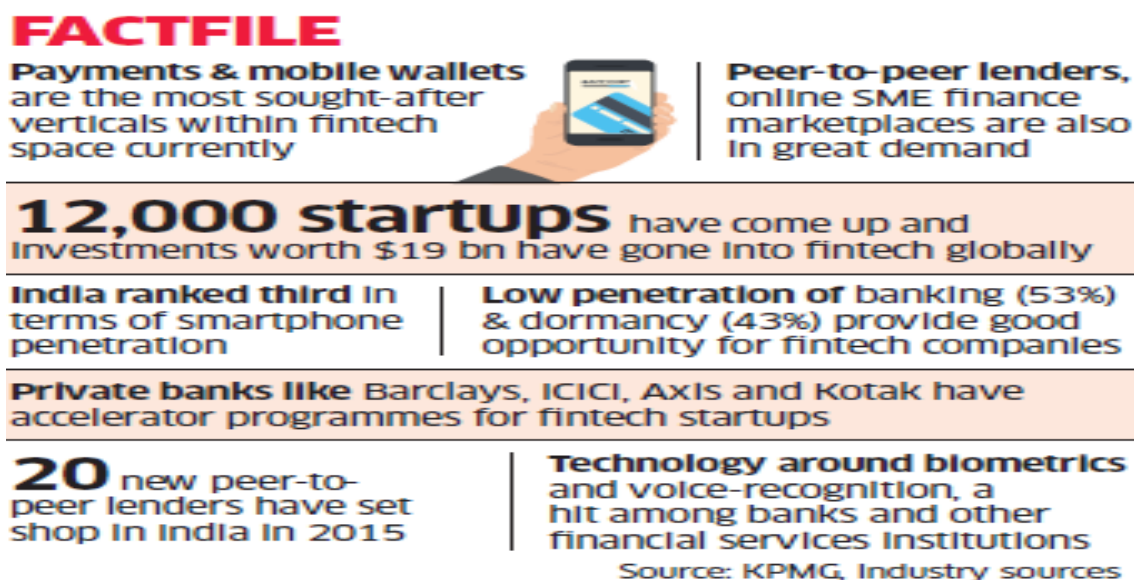 FACTFILE
Payments & mobile wallets
are the most sought-after
verticals within fintech
space currently
Peer-to-peer lenders,
online SME finance
marketplaces are also
in great demand
12,000 startups have come up and
investments worth $19 bn have gone into fintech globally
India ranked third in
terms of smartphone
penetration
Low penetration of banking (53%)
& dormancy (43%) provide good
opportunity for fintech companies
Private banks like Barclays, ICICI, Axis and Kotak have
accelerator programmes for fintech startups
20 new peer-to-
peer lenders have set
shop in India in 2015
Technology around biometrics
and voice-recognition, a
hit among banks and other
financial services institutions
Source: KPMG, Industry sources